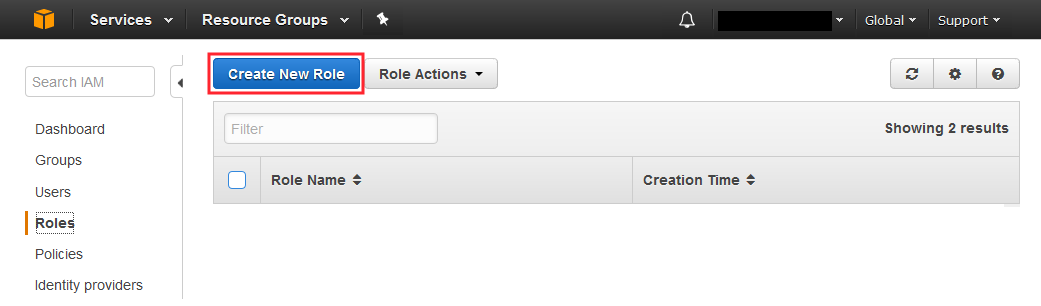 Services Resource Groups Global Support
Search IAM
Create New Role Role Actions
Dashboard
Filter Showing 2 results
Groups
Role Name Creation Time
Users
Roles
Policies
Identity providers